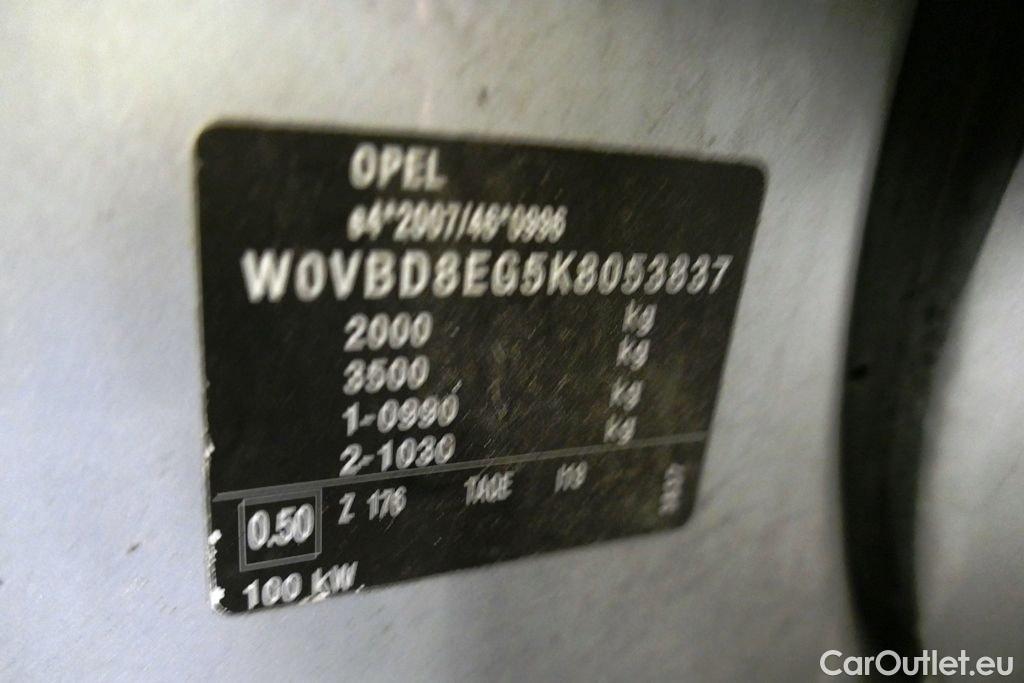 OPEL
e4*2007/46*0996
W0VBD8EG5K8053837
2000 kg
3500 kg
1-0990 kg
2-1030 kg
0.50
Z 176
100 kW
CarOutlet.eu